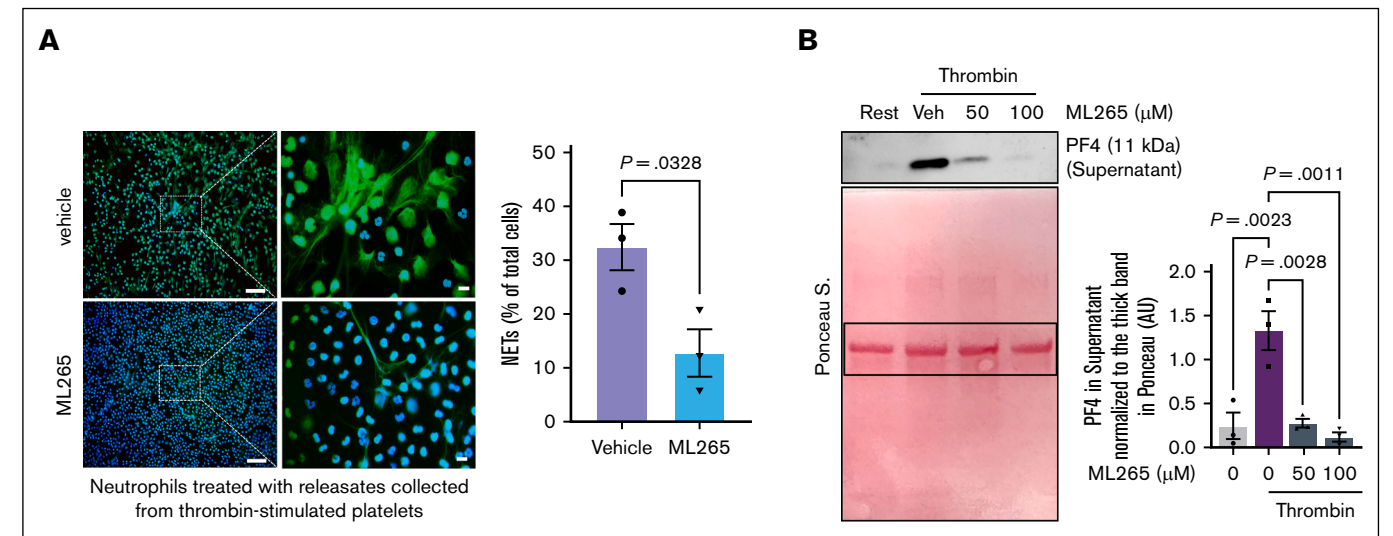 A
vehicle
ML265
Neutrophils treated with releasates collected
from thrombin-stimulated platelets
NETs (% of total cells)
50
40
30
20
10
0
P = .0328
Vehicle ML265
B
Thrombin
Rest Veh 50 100 ML265 (μM)
PF4 (11 kDa)
(Supernatant)
Ponceau S.
PF4 in Supernatant
normalized to the thick band
in Ponceau (AU)
P = .0011
P = .0023
P = .0028
2.0
1.5
1.0
0.5
0.0
ML265 (μM) 0 0 50 100
Thrombin